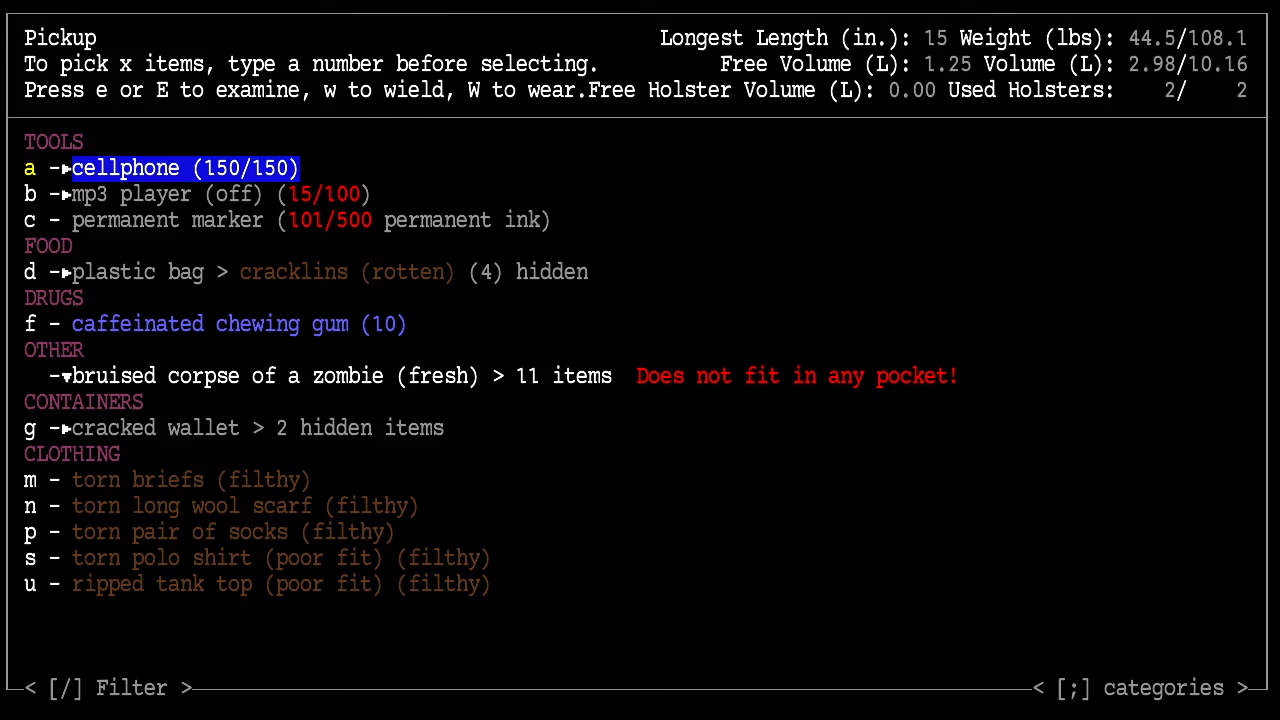 Pickup Longest Length (in.): 15 Weight (lbs): 44.5/108.1
To pick x items, type a number before selecting. Free Volume (L): 1.25 Volume (L): 2.98/10.16
Press e or E to examine, w to wield, W to wear.Free Holster Volume (L): 0.00 Used Holsters: 2/ 2
TOOLS
a -▸cellphone (150/150)
b -▸mp3 player (off) (15/100)
c - permanent marker (101/500 permanent ink)
FOOD
d -▸plastic bag > cracklins (rotten) (4) hidden
DRUGS
f - caffeinated chewing gum (10)
OTHER
-▾bruised corpse of a zombie (fresh) > 11 items Does not fit in any pocket!
CONTAINERS
g -▸cracked wallet > 2 hidden items
CLOTHING
m - torn briefs (filthy)
n - torn long wool scarf (filthy)
p - torn pair of socks (filthy)
s - torn polo shirt (poor fit) (filthy)
u - ripped tank top (poor fit) (filthy)
< [/] Filter > < [;] categories >